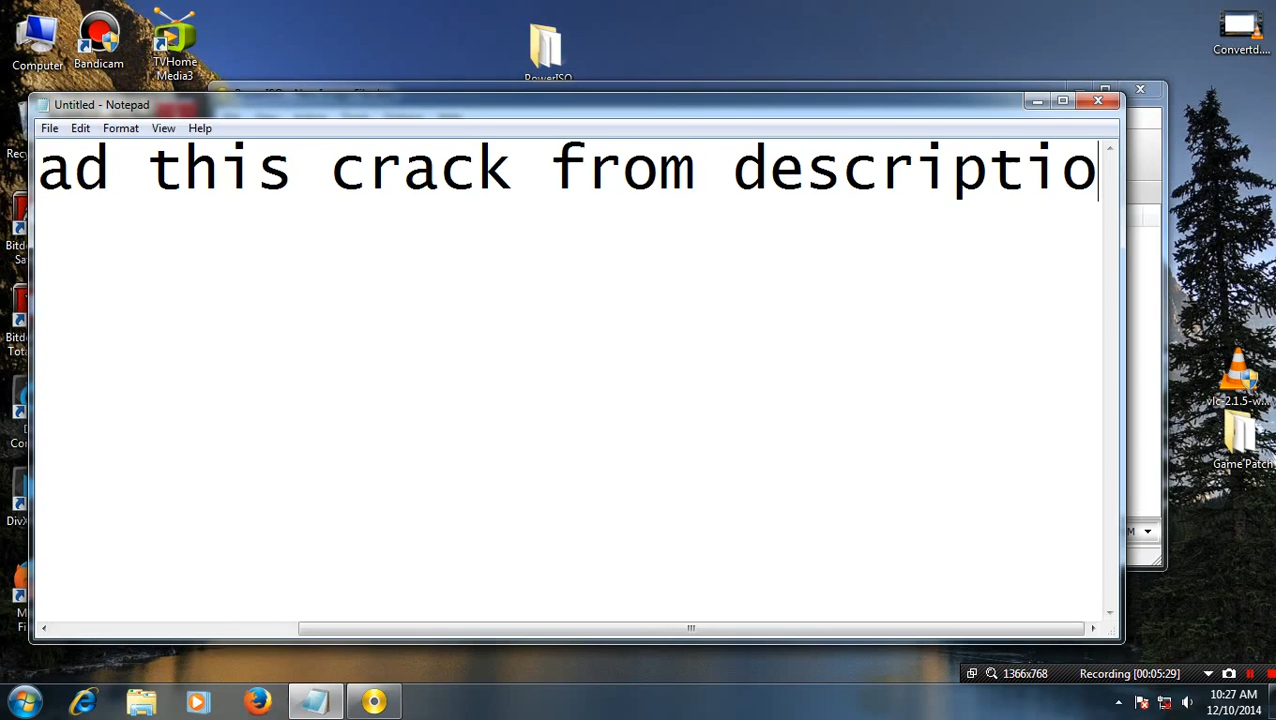 Computer
Bandicam
TVHome
Media3
PowerISO
Convertd....
Untitled - Notepad
File Edit Format View Help
ad this crack from descriptio
vlc-2.1.5-w...
Game Patch
M
1366x768
Recording [00:05:29]
10:27 AM
12/10/2014